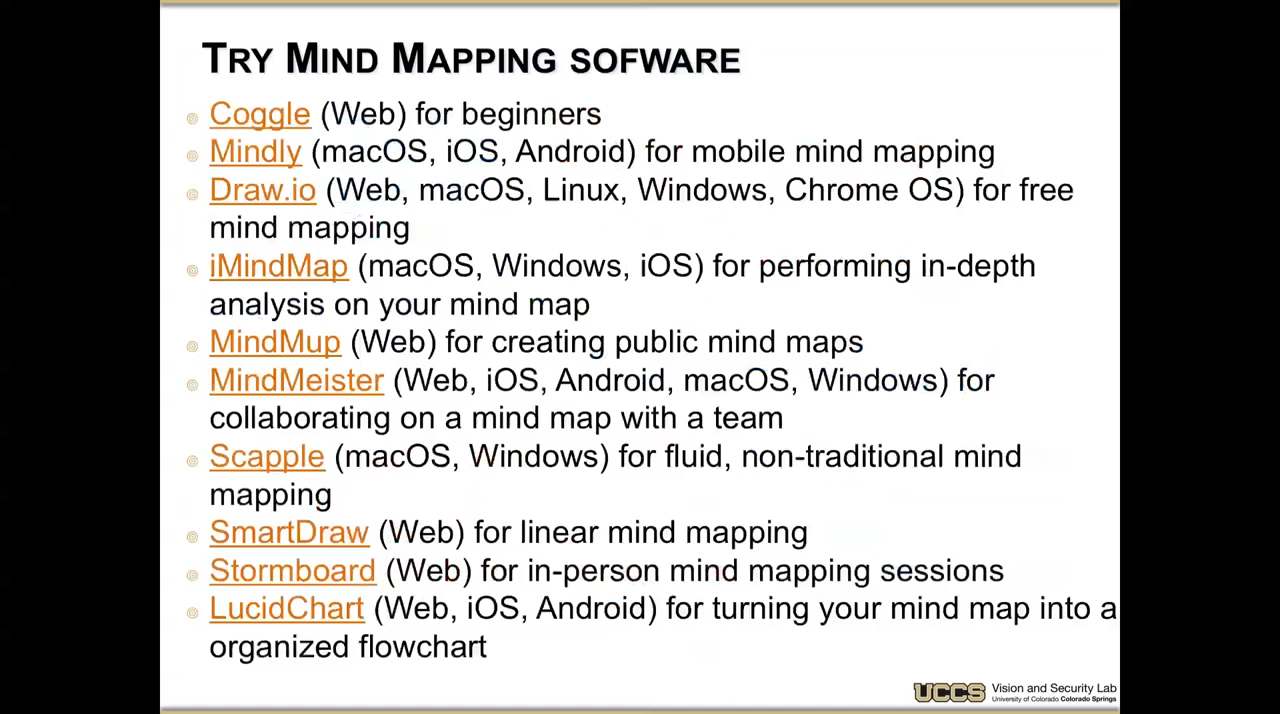 TRY MIND MAPPING SOFWARE
Coggle (Web) for beginners
Mindly (macOS, iOS, Android) for mobile mind mapping
Draw.io (Web, macOS, Linux, Windows, Chrome OS) for free
mind mapping
iMindMap (macOS, Windows, iOS) for performing in-depth
analysis on your mind map
MindMup (Web) for creating public mind maps
MindMeister (Web, iOS, Android, macOS, Windows) for
collaborating on a mind map with a team
Scapple (macOS, Windows) for fluid, non-traditional mind
mapping
SmartDraw (Web) for linear mind mapping
Stormboard (Web) for in-person mind mapping sessions
LucidChart (Web, iOS, Android) for turning your mind map into a
organized flowchart
UCCS Vision and Security Lab
University of Colorado Colorado Springs